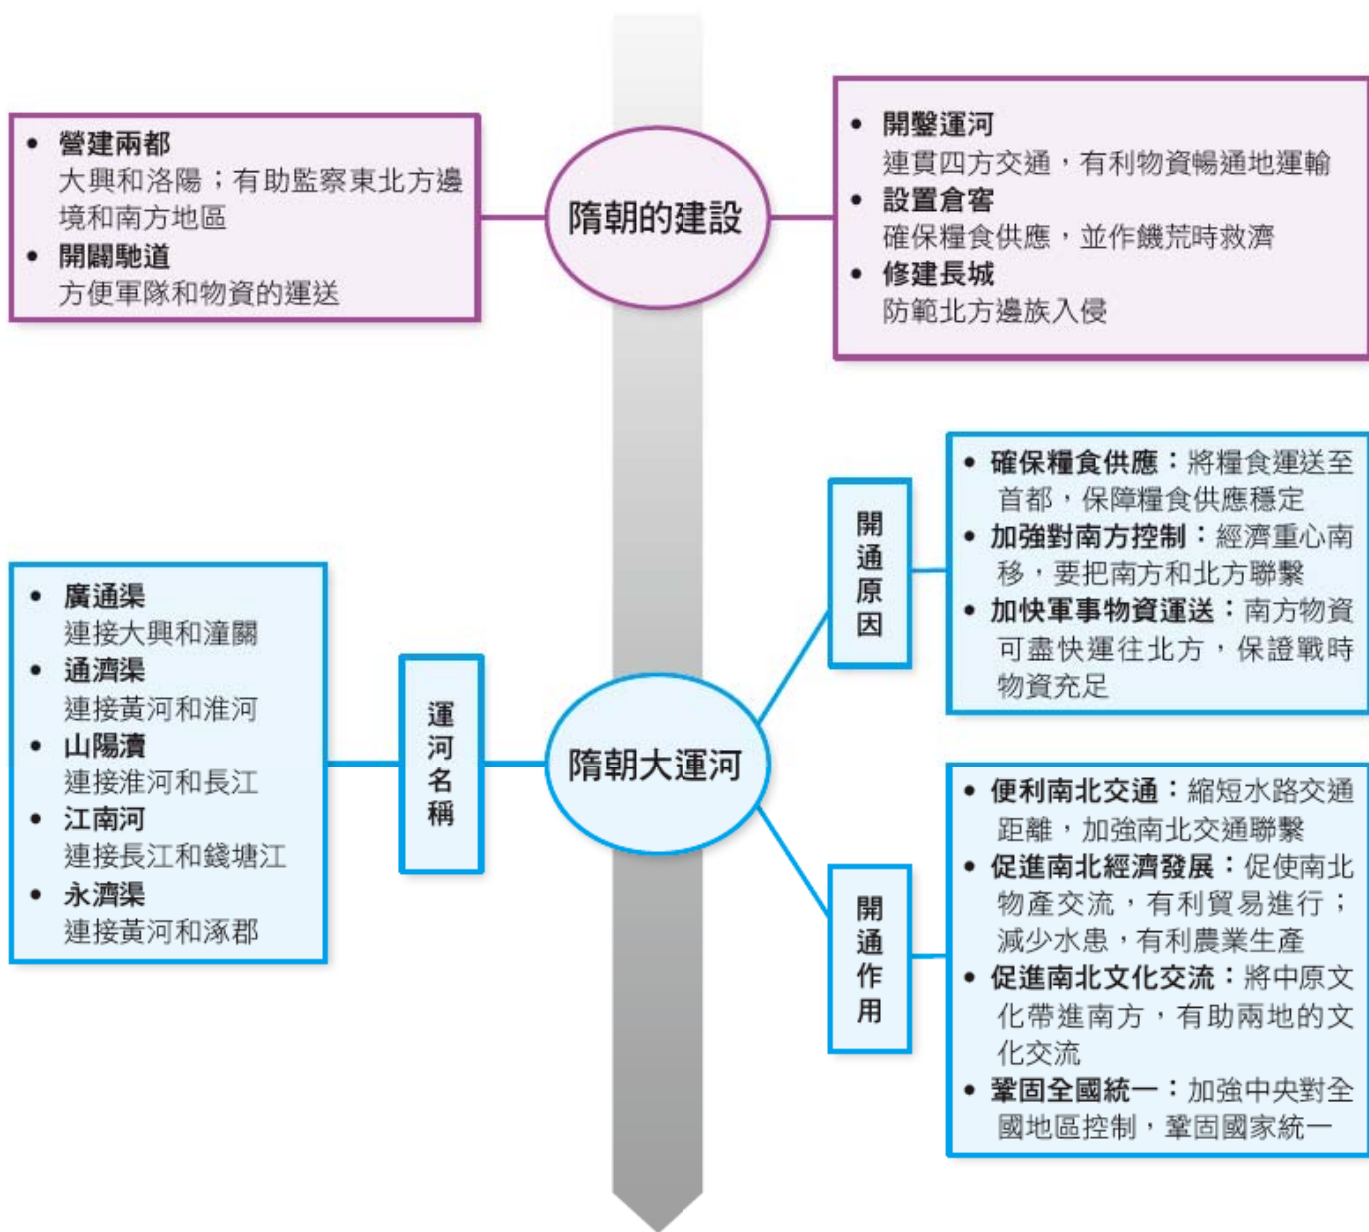 隋朝的建設
• 營建兩都
大興和洛陽；有助監察東北方邊
境和南方地區
• 開闢馳道
方便軍隊和物資的運送
• 開鑿運河
連貫四方交通，有利物資暢通地運輸
• 設置倉窖
確保糧食供應，並作饑荒時救濟
• 修建長城
防範北方邊族入侵
隋朝大運河
運河名稱
• 廣通渠
連接大興和潼關
• 通濟渠
連接黃河和淮河
• 山陽瀆
連接淮河和長江
• 江南河
連接長江和錢塘江
• 永濟渠
連接黃河和涿郡
開通原因
• 確保糧食供應：將糧食運送至
首都，保障糧食供應穩定
• 加強對南方控制：經濟重心南
移，要把南方和北方聯繫
• 加快軍事物資運送：南方物資
可盡快運往北方，保證戰時
物資充足
開通作用
• 便利南北交通：縮短水路交通
距離，加強南北交通聯繫
• 促進南北經濟發展：促使南北
物產交流，有利貿易進行；
減少水患，有利農業生產
• 促進南北文化交流：將中原文
化帶進南方，有助兩地的文
化交流
• 鞏固全國統一：加強中央對全
國地區控制，鞏固國家統一